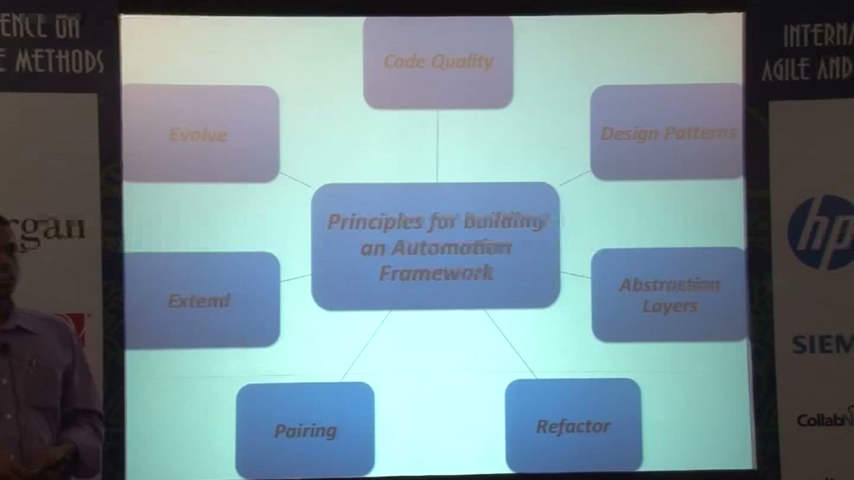 ENCE ON
E METHODS
INTERNA
AGILE AND
Code Quality
Evolve
Design Patterns
Principles for building
an Automation
Framework
Extend
Abstraction
Layers
Pairing
Refactor
rgan
hp
SIEM
CollabN